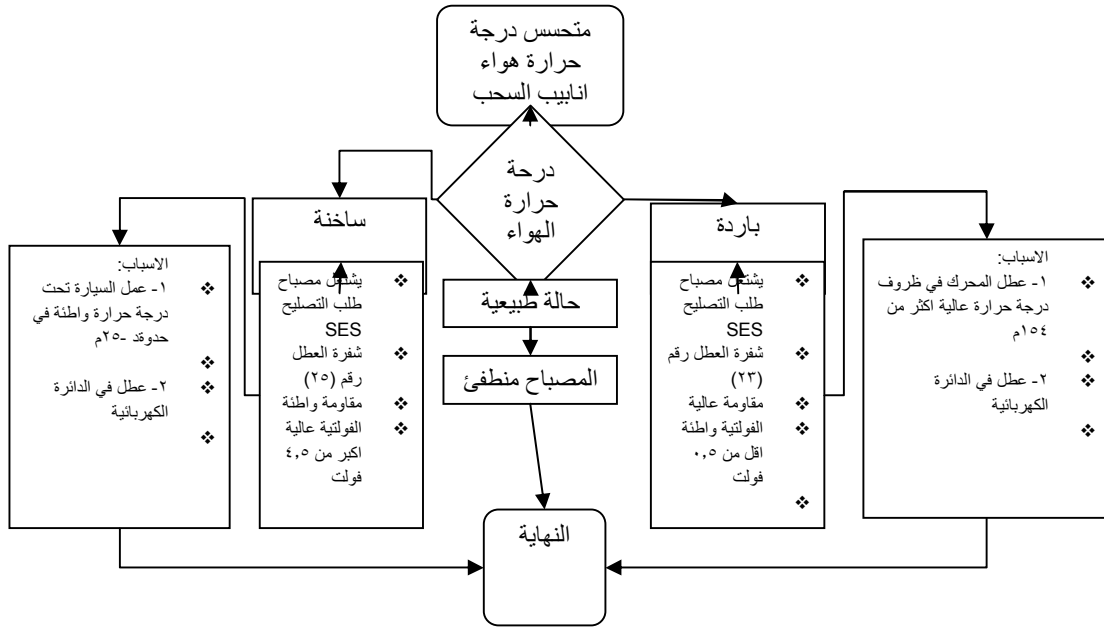 متحسس درجة
حرارة هواء
انابيب السحب
درحة
حرارة
الهواء
باردة
ساخنة
حالة طبيعية
المصباح منطفئ
الاسباب:
❖ ١- عطل المحرك في ظروف
درجة حرارة عالية اكثر من
١٥٤م
❖
❖ ٢- عطل في الدائرة
الكهربائية
❖
❖ يشتعل مصباح
طلب التصليح
SES
❖ شفرة العطل رقم
(٢٣)
❖ مقاومة عالية
❖ الفولتية واطئة
اقل من ٠,٥
فولت
❖
❖ يشتعل مصباح
طلب التصليح
SES
❖ شفرة العطل
رقم (٢٥)
❖ مقاومة واطئة
❖ الفولتية عالية
اكبر من ٤,٥
فولت
الاسباب:
❖ ١- عمل السيارة تحت
درجة حرارة واطئة في
حدوقد -٢٥م
❖
❖ ٢- عطل في الدائرة
الكهربائية
❖
النهاية